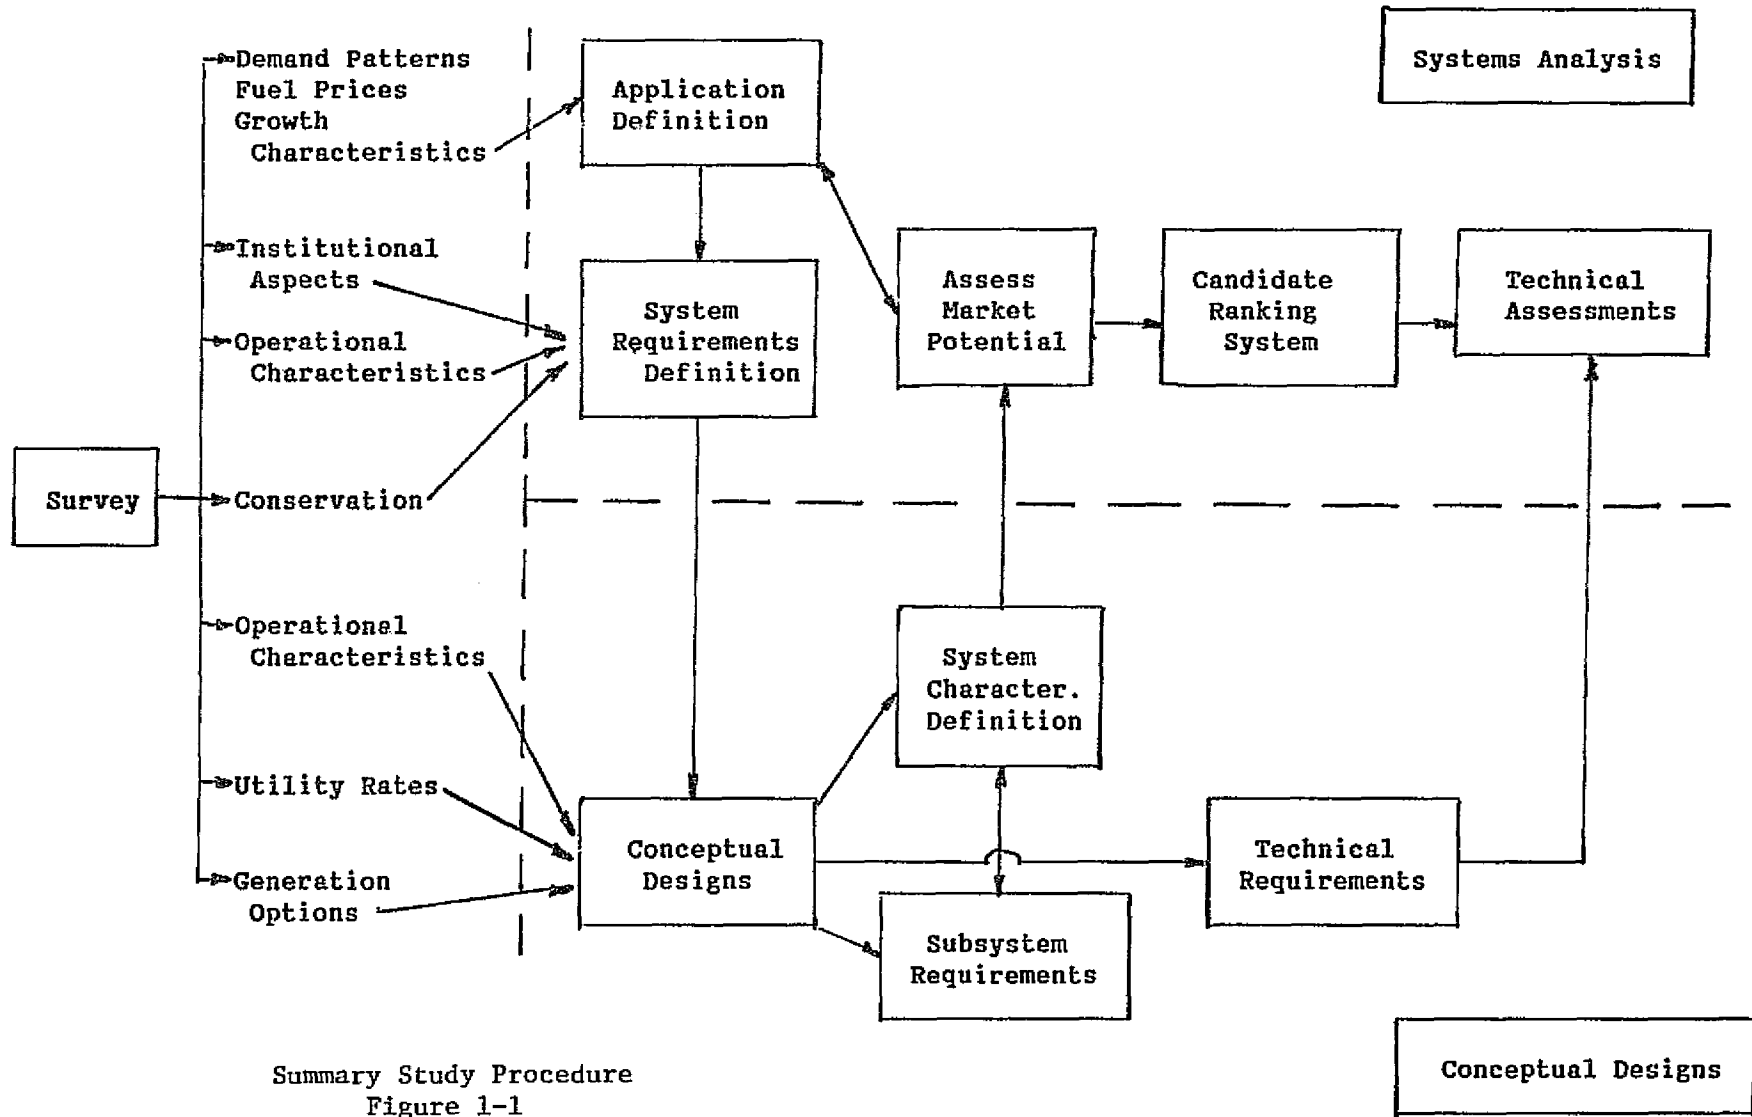 Systems Analysis
Demand Patterns
Fuel Prices
Growth
Characteristics
Application
Definition
Institutional
Aspects
Operational
Characteristics
System
Requirements
Definition
Assess
Market
Potential
Candidate
Ranking
System
Technical
Assessments
Survey
Conservation
Operational
Characteristics
System
Character.
Definition
Utility Rates
Generation
Options
Conceptual
Designs
Technical
Requirements
Subsystem
Requirements
Conceptual Designs
Summary Study Procedure
Figure 1-1